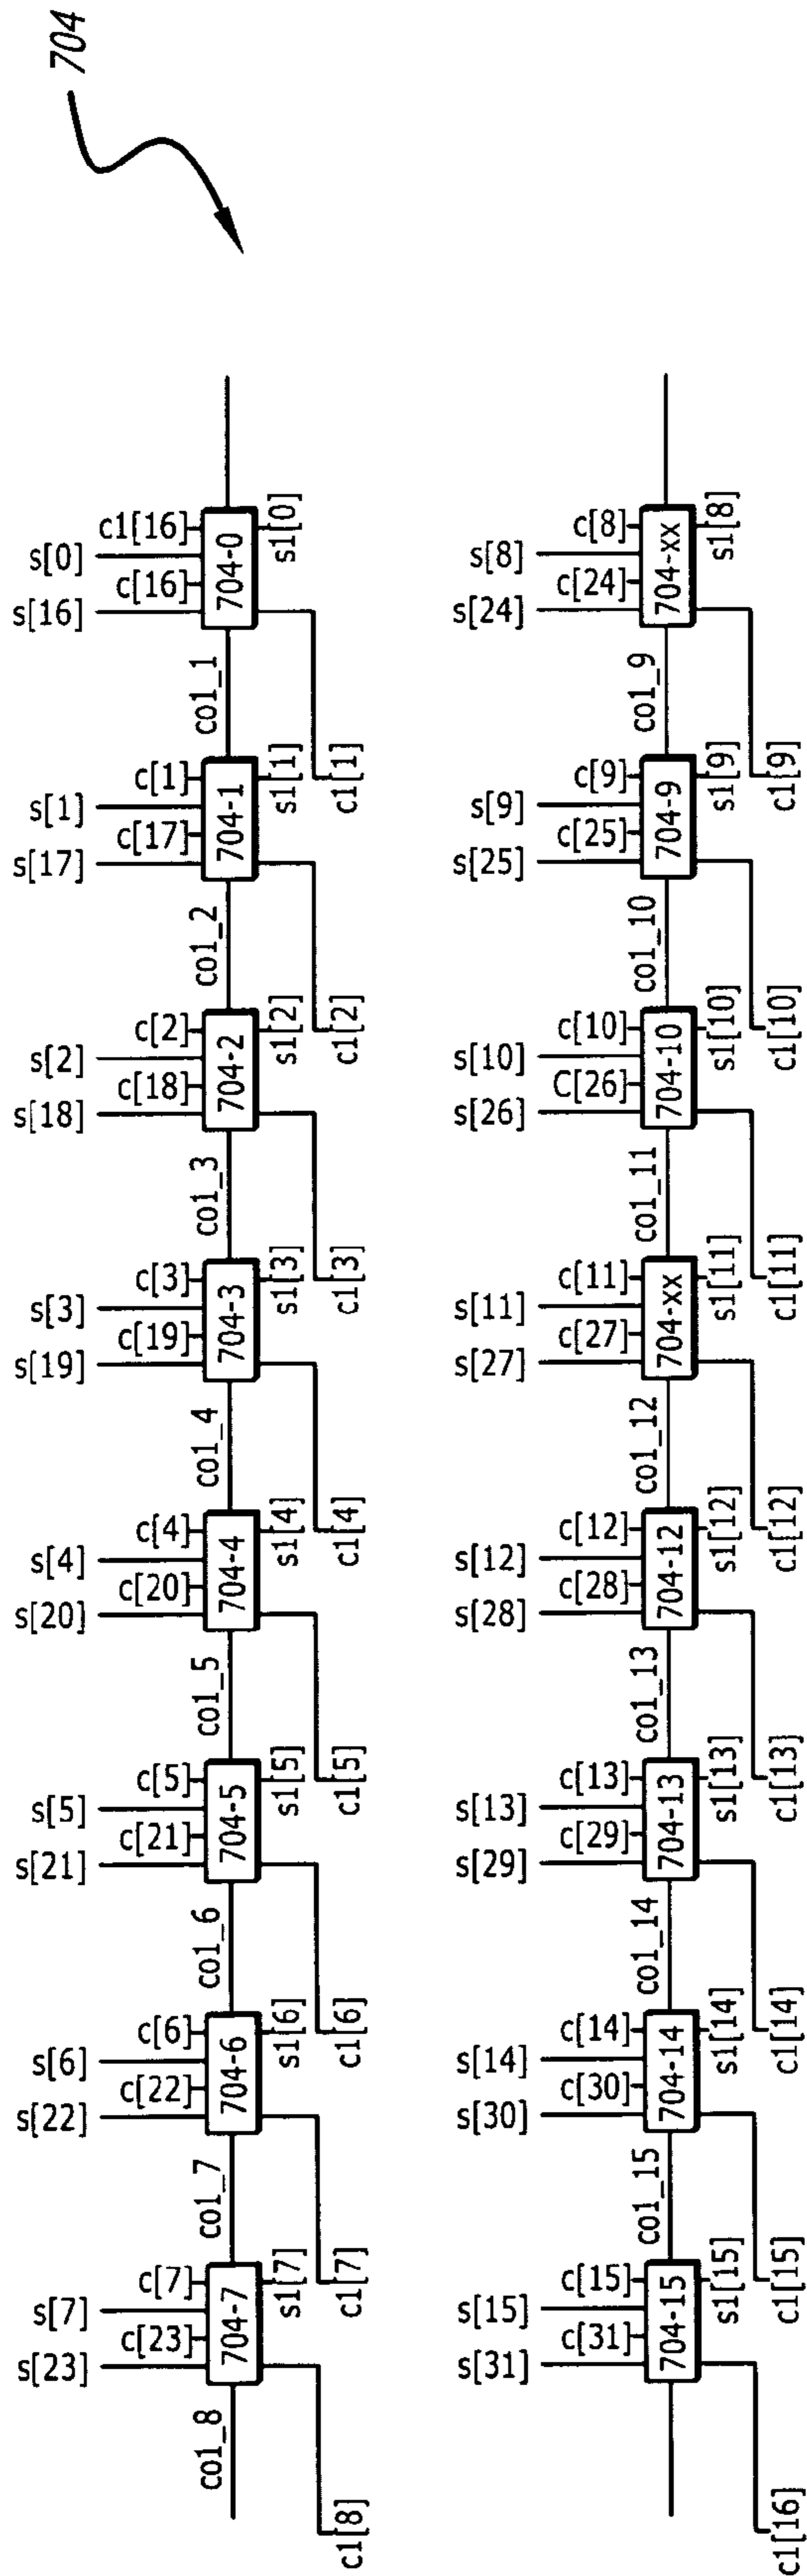 704
s[23] s[7] s[22] s[6] s[21] s[5] s[20] s[4] s[19] s[3] s[18] s[2] s[17] s[1] s[16] s[0]
c[23] c[7] c[22] c[6] c[21] c[5] c[20] c[4] c[19] c[3] c[18] c[2] c[17] c[1] c[16] c1[16]
co1_8 704-7 co1_7 704-6 co1_6 704-5 co1_5 704-4 co1_4 704-3 co1_3 704-2 co1_2 704-1 co1_1 704-0
s1[7] s1[6] s1[5] s1[4] s1[3] s1[2] s1[1] s1[0]
c1[8] c1[7] c1[6] c1[5] c1[4] c1[3] c1[2] c1[1]
s[31] s[15] s[30] s[14] s[29] s[13] s[28] s[12] s[27] s[11] s[26] s[10] s[25] s[9] s[24] s[8]
c[31] c[15] c[30] c[14] c[29] c[13] c[28] c[12] c[27] c[11] C[26] c[10] c[25] c[9] c[24] c[8]
704-15 co1_15 704-14 co1_14 704-13 co1_13 704-12 co1_12 704-xx co1_11 704-10 co1_10 704-9 co1_9 704-xx
s1[15] s1[14] s1[13] s1[12] s1[11] s1[10] s1[9] s1[8]
c1[16] c1[15] c1[14] c1[13] c1[12] c1[11] c1[10] c1[9]